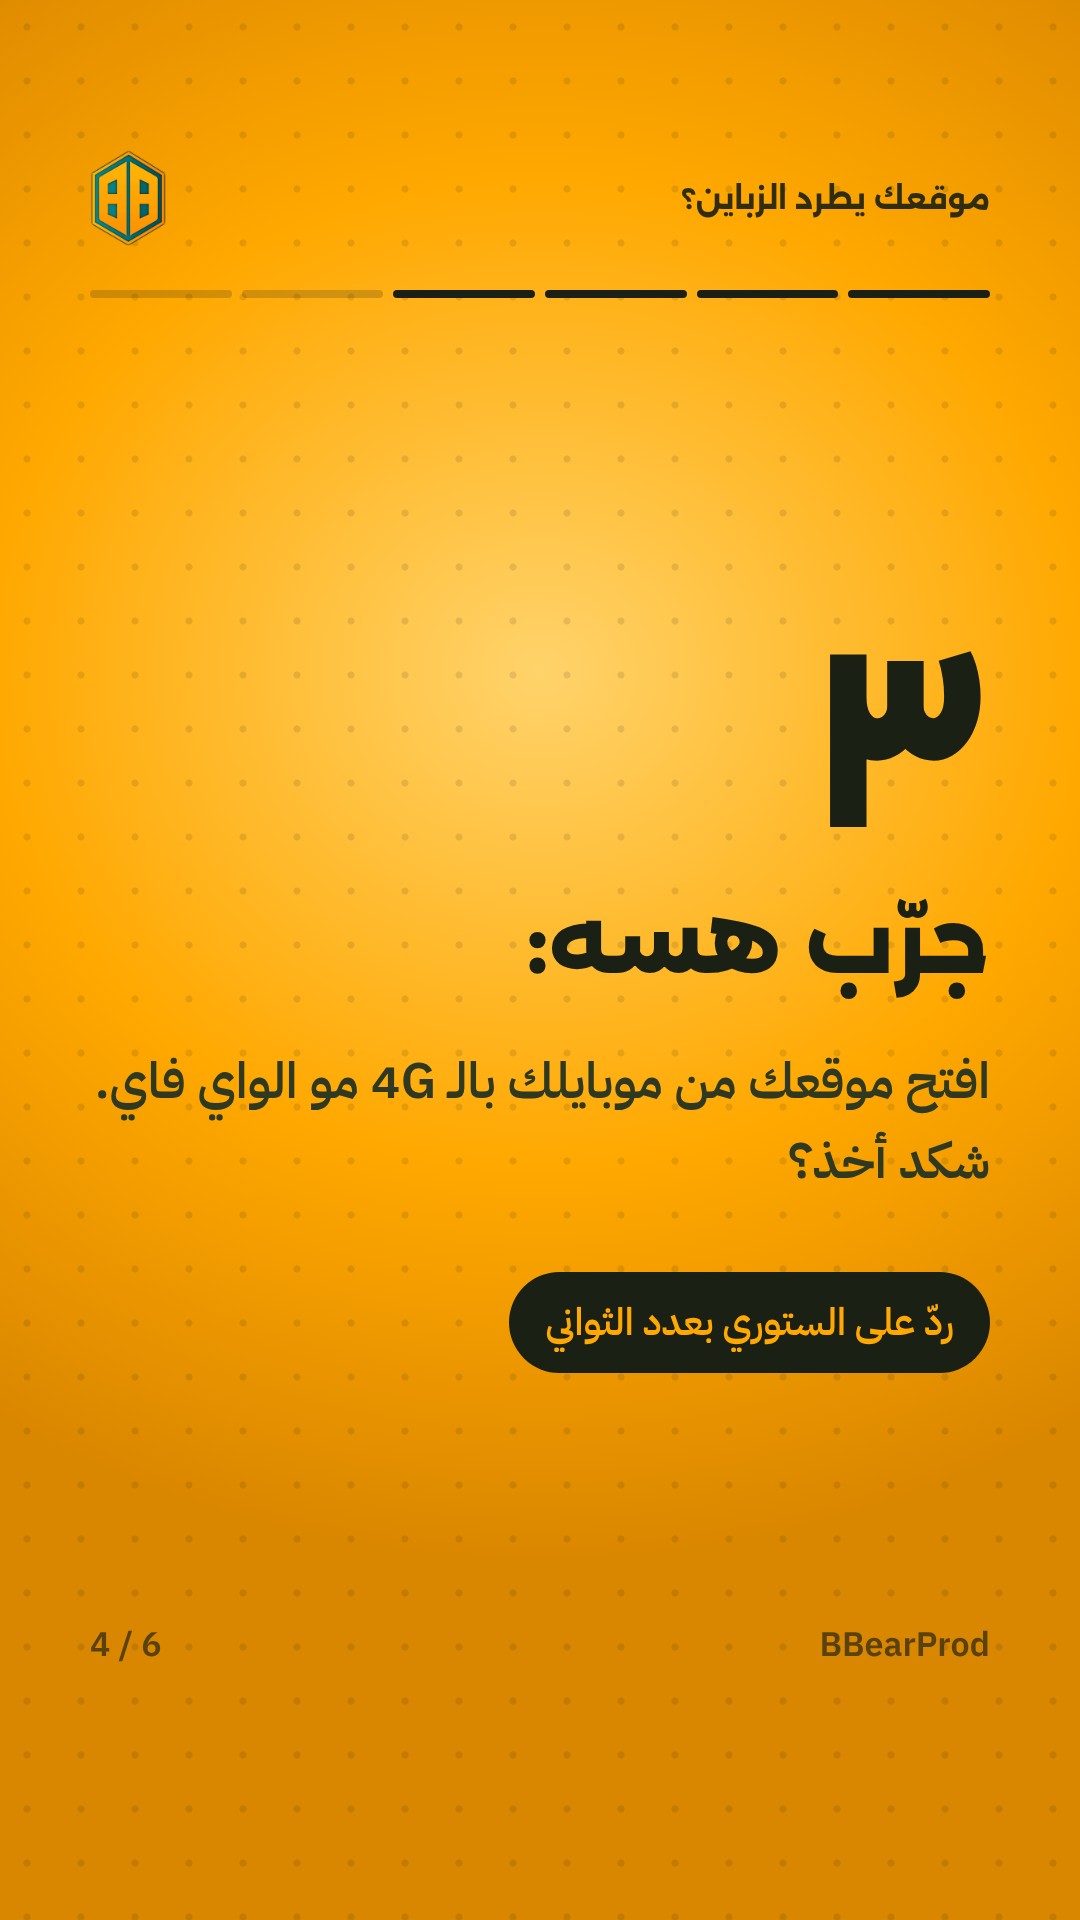 موقعك يطرد الزباين؟
٣
جرّب هسه:
افتح موقعك من موبايلك بالـ 4G مو الواي فاي.
شكد أخذ؟
ردّ على الستوري بعدد الثواني
BBearProd
4 / 6